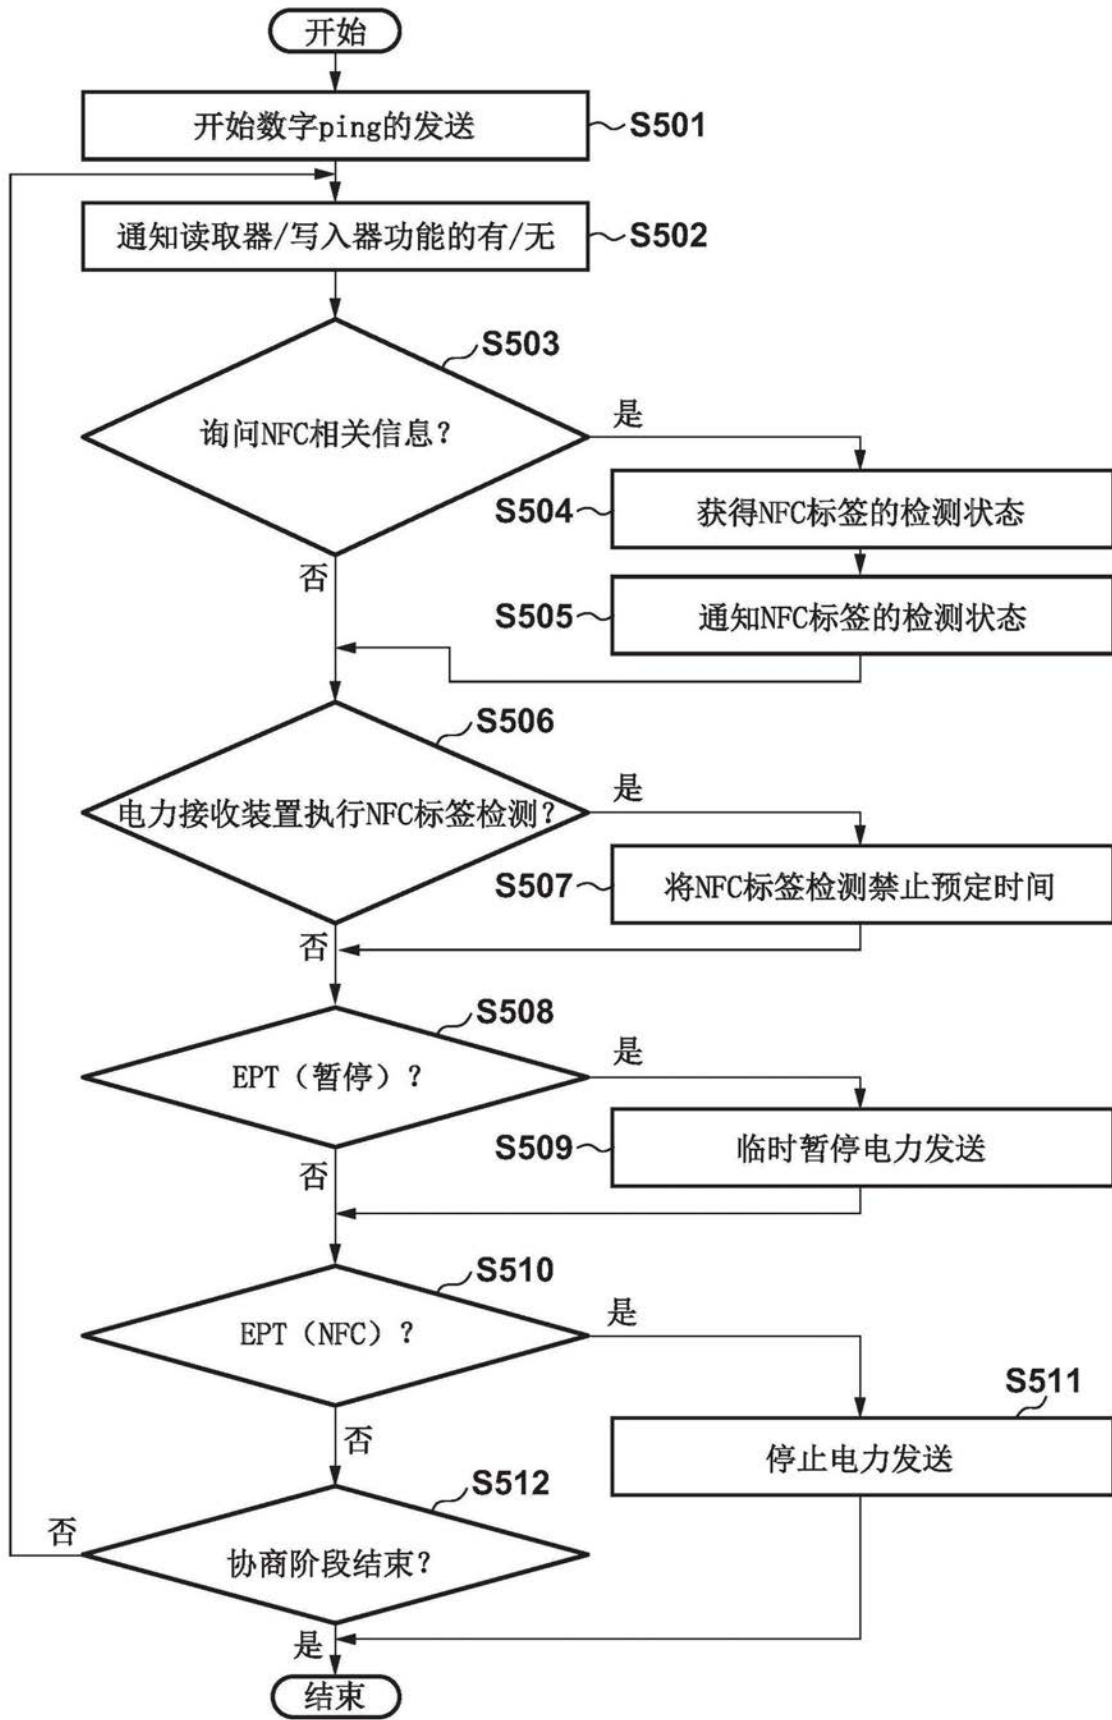 开始
开始数字ping的发送
S501
通知读取器/写入器功能的有/无
S502
S503
询问NFC相关信息?
是
否
S504
获得NFC标签的检测状态
S505
通知NFC标签的检测状态
S506
电力接收装置执行NFC标签检测?
是
否
S507
将NFC标签检测禁止预定时间
S508
EPT(暂停)?
是
否
S509
临时暂停电力发送
S510
EPT(NFC)?
是
否
S511
停止电力发送
S512
协商阶段结束?
否
是
结束